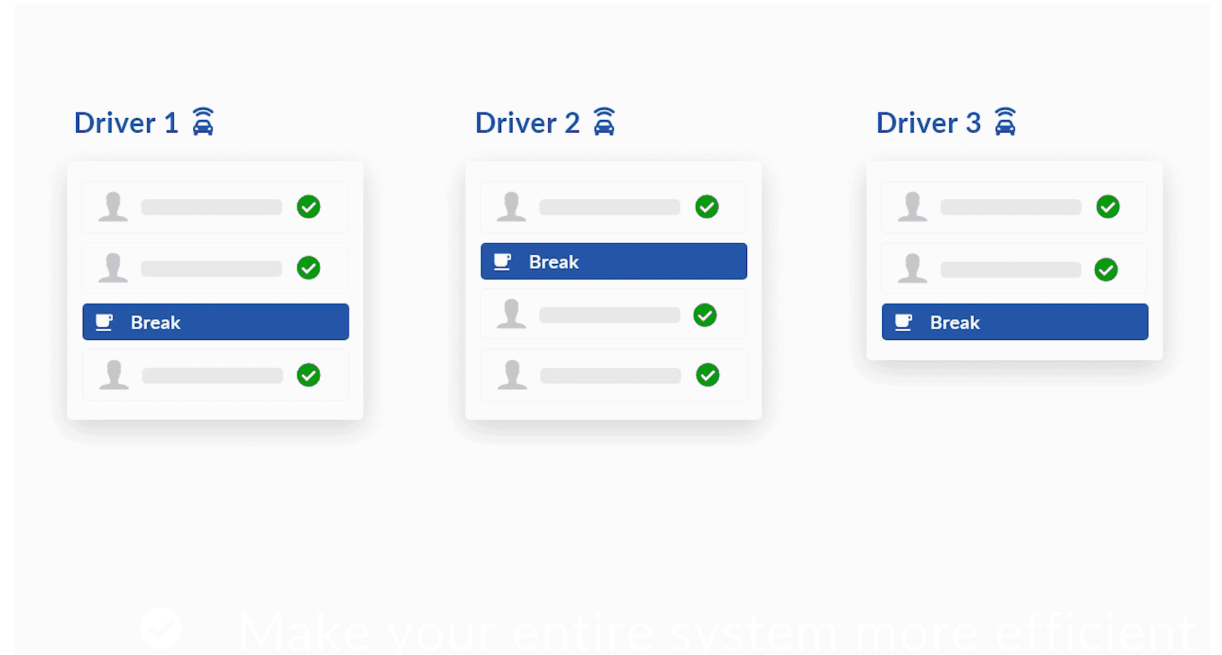 Driver 1
Driver 2
Driver 3
Break
Break
Break
Make your entire system more efficient